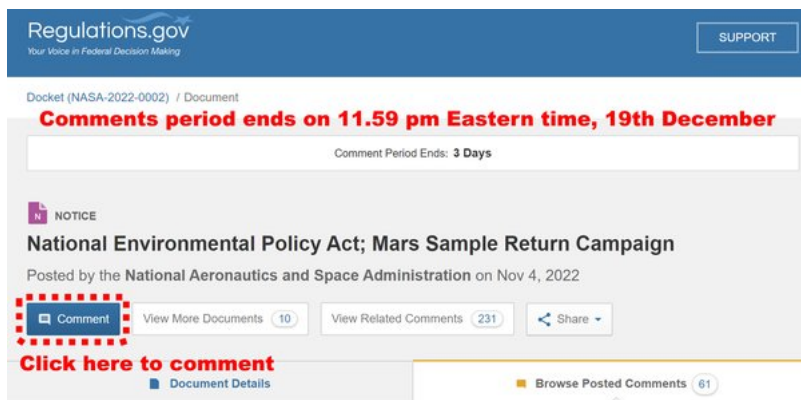 Regulations.gov
Your Voice in Federal Decision Making
SUPPORT
Docket (NASA-2022-0002) / Document
Comments period ends on 11.59 pm Eastern time, 19th December
Comment Period Ends: 3 Days
N NOTICE
National Environmental Policy Act; Mars Sample Return Campaign
Posted by the National Aeronautics and Space Administration on Nov 4, 2022
Comment View More Documents 10 View Related Comments 231 Share
Click here to comment
Document Details Browse Posted Comments 61